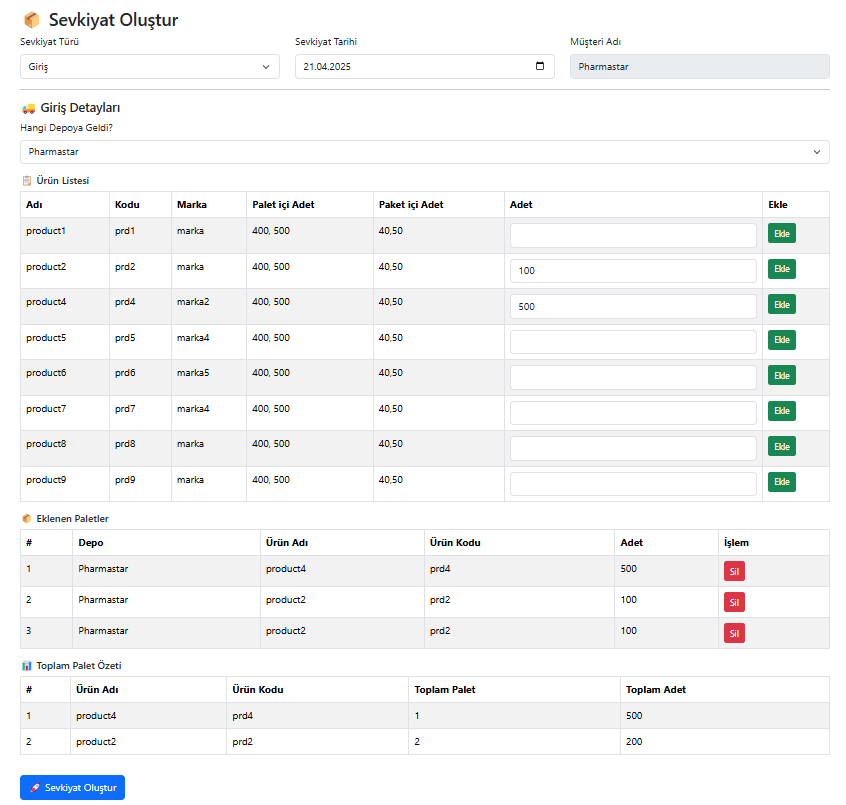 Sevkiyat Oluştur
Sevkiyat Türü Sevkiyat Tarihi Müşteri Adı
Giriş 21.04.2025 Pharmastar
Giriş Detayları
Hangi Depoya Geldi?
Pharmastar
Ürün Listesi
Adı Kodu Marka Palet içi Adet Paket içi Adet Adet Ekle
product1 prd1 marka 400, 500 40,50 Ekle
product2 prd2 marka 400, 500 40,50 100 Ekle
product4 prd4 marka2 400, 500 40,50 500 Ekle
product5 prd5 marka4 400, 500 40,50 Ekle
product6 prd6 marka5 400, 500 40,50 Ekle
product7 prd7 marka4 400, 500 40,50 Ekle
product8 prd8 marka 400, 500 40,50 Ekle
product9 prd9 marka 400, 500 40,50 Ekle
Eklenen Paletler
# Depo Ürün Adı Ürün Kodu Adet İşlem
1 Pharmastar product4 prd4 500 Sil
2 Pharmastar product2 prd2 100 Sil
3 Pharmastar product2 prd2 100 Sil
Toplam Palet Özeti
# Ürün Adı Ürün Kodu Toplam Palet Toplam Adet
1 product4 prd4 1 500
2 product2 prd2 2 200
Sevkiyat Oluştur